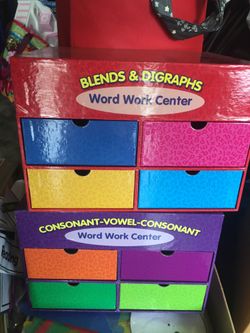 BLENDS & DIGRAPHS
Word Work Center
CONSONANT-VOWEL-CONSONANT
Word Work Center